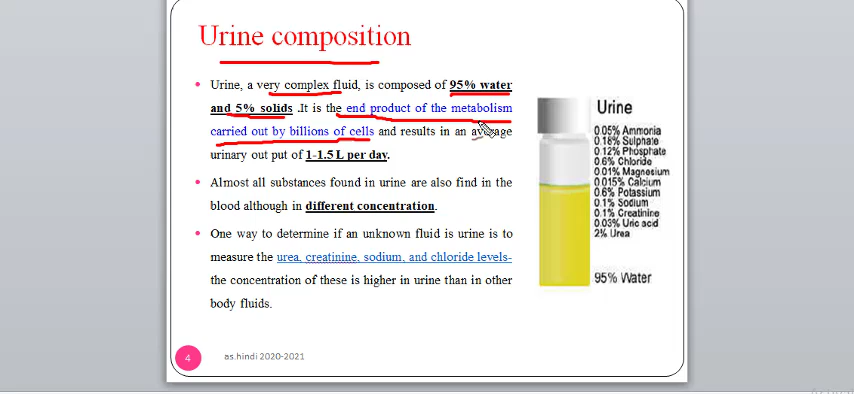 Urine composition
• Urine, a very complex fluid, is composed of 95% water
and 5% solids .It is the end product of the metabolism
carried out by billions of cells and results in an average
urinary out put of 1-1.5 L per day.
• Almost all substances found in urine are also find in the
blood although in different concentration.
• One way to determine if an unknown fluid is urine is to
measure the urea, creatinine, sodium, and chloride levels-
the concentration of these is higher in urine than in other
body fluids.
Urine
0.05% Ammonia
0.18% Sulphate
0.12% Phosphate
0.6% Chloride
0.01% Magnesium
0.015% Calcium
0.6% Potassium
0.1% Sodium
0.1% Creatinine
0.03% Uric acid
2% Urea
95% Water
4
as.hindi 2020-2021